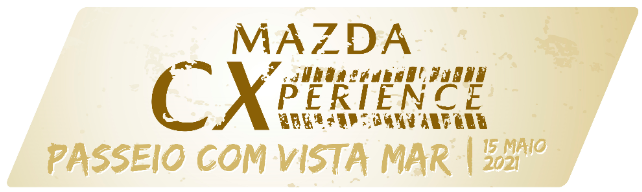 MAZDA
CXPERIENCE
PASSEIO COM VISTA MAR | 15 MAIO
2021